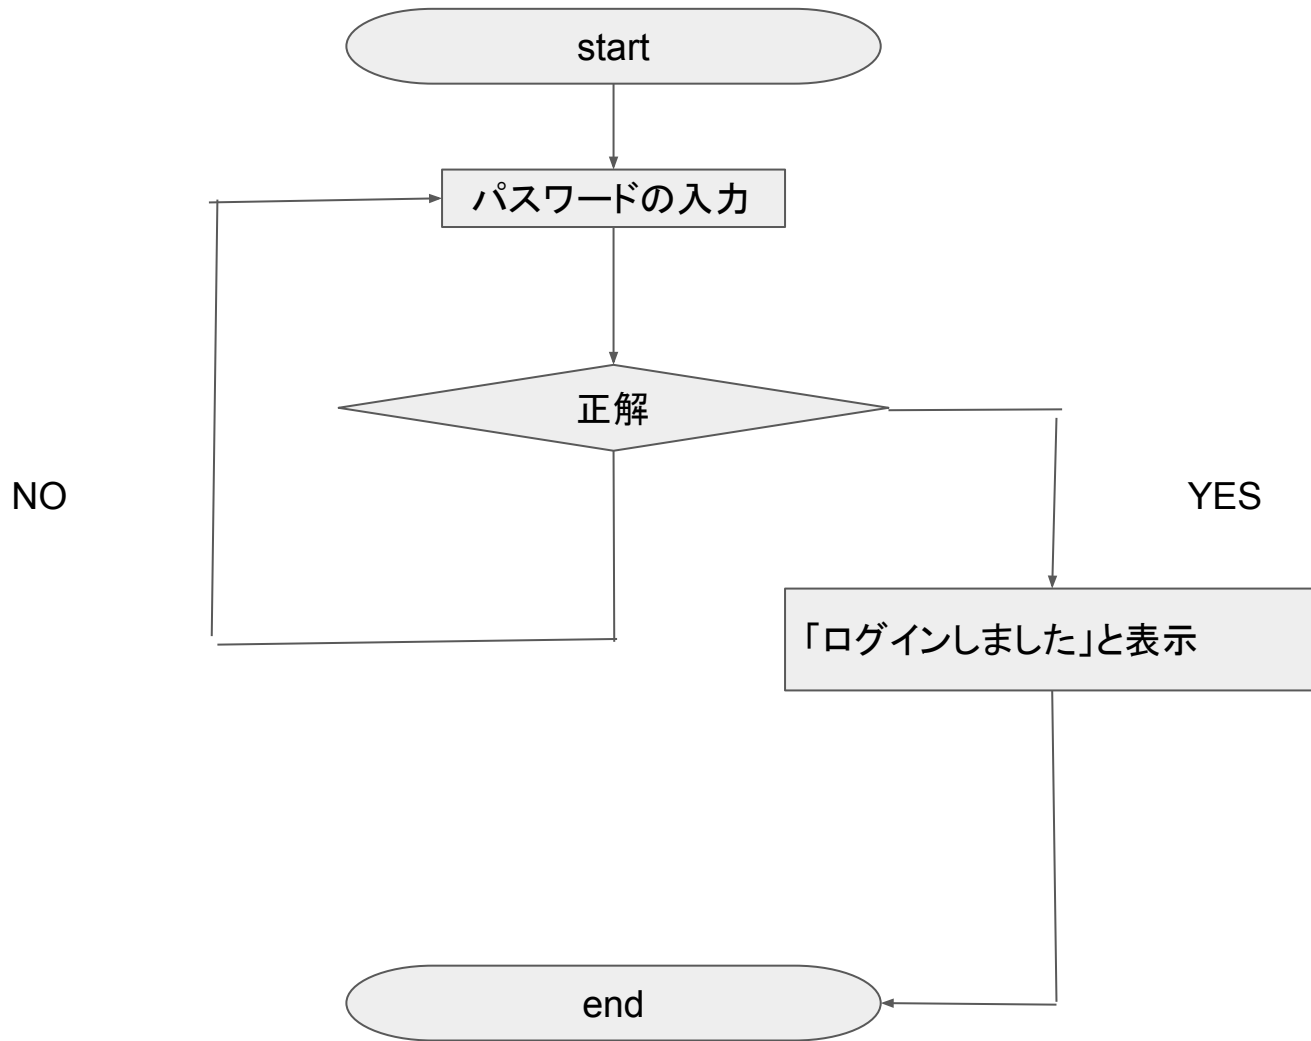 start
パスワードの入力
正解
NO
YES
「ログインしました」と表示
end